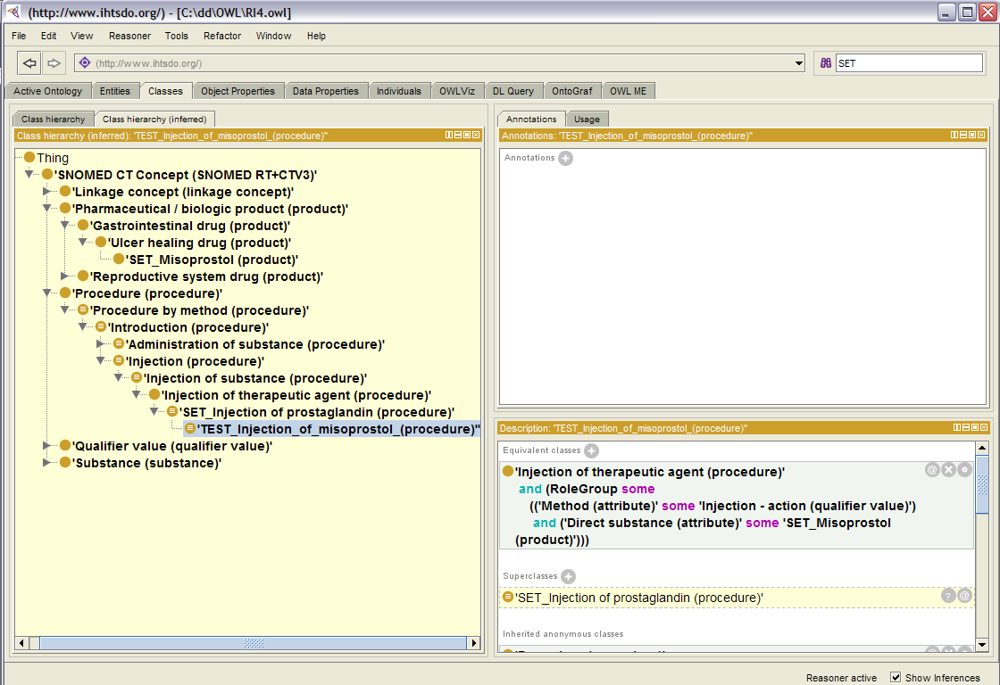 (http://www.ihtsdo.org/) - [C:\dd\OWL\RI4.owl]
File Edit View Reasoner Tools Refactor Window Help
(http://www.ihtsdo.org/)
SET
Active Ontology Entities Classes Object Properties Data Properties Individuals OWLViz DL Query OntoGraf OWL ME
Class hierarchy Class hierarchy (inferred)
Class hierarchy (inferred): 'TEST_Injection_of_misoprostol_(procedure)"
Thing
'SNOMED CT Concept (SNOMED RT+CTV3)'
'Linkage concept (linkage concept)'
'Pharmaceutical / biologic product (product)'
'Gastrointestinal drug (product)'
'Ulcer healing drug (product)'
'SET_Misoprostol (product)'
'Reproductive system drug (product)'
'Procedure (procedure)'
'Procedure by method (procedure)'
'Introduction (procedure)'
'Administration of substance (procedure)'
'Injection (procedure)'
'Injection of substance (procedure)'
'Injection of therapeutic agent (procedure)'
'SET_Injection of prostaglandin (procedure)'
'TEST_Injection_of_misoprostol_(procedure)"
'Qualifier value (qualifier value)'
'Substance (substance)'
Annotations Usage
Annotations: 'TEST_Injection_of_misoprostol_(procedure)"
Annotations
Description: 'TEST_Injection_of_misoprostol_(procedure)"
Equivalent classes
'Injection of therapeutic agent (procedure)'
and (RoleGroup some
(('Method (attribute)' some 'Injection - action (qualifier value)')
and ('Direct substance (attribute)' some 'SET_Misoprostol
(product)')))
Superclasses
'SET_Injection of prostaglandin (procedure)'
Inherited anonymous classes
Reasoner active Show Inferences